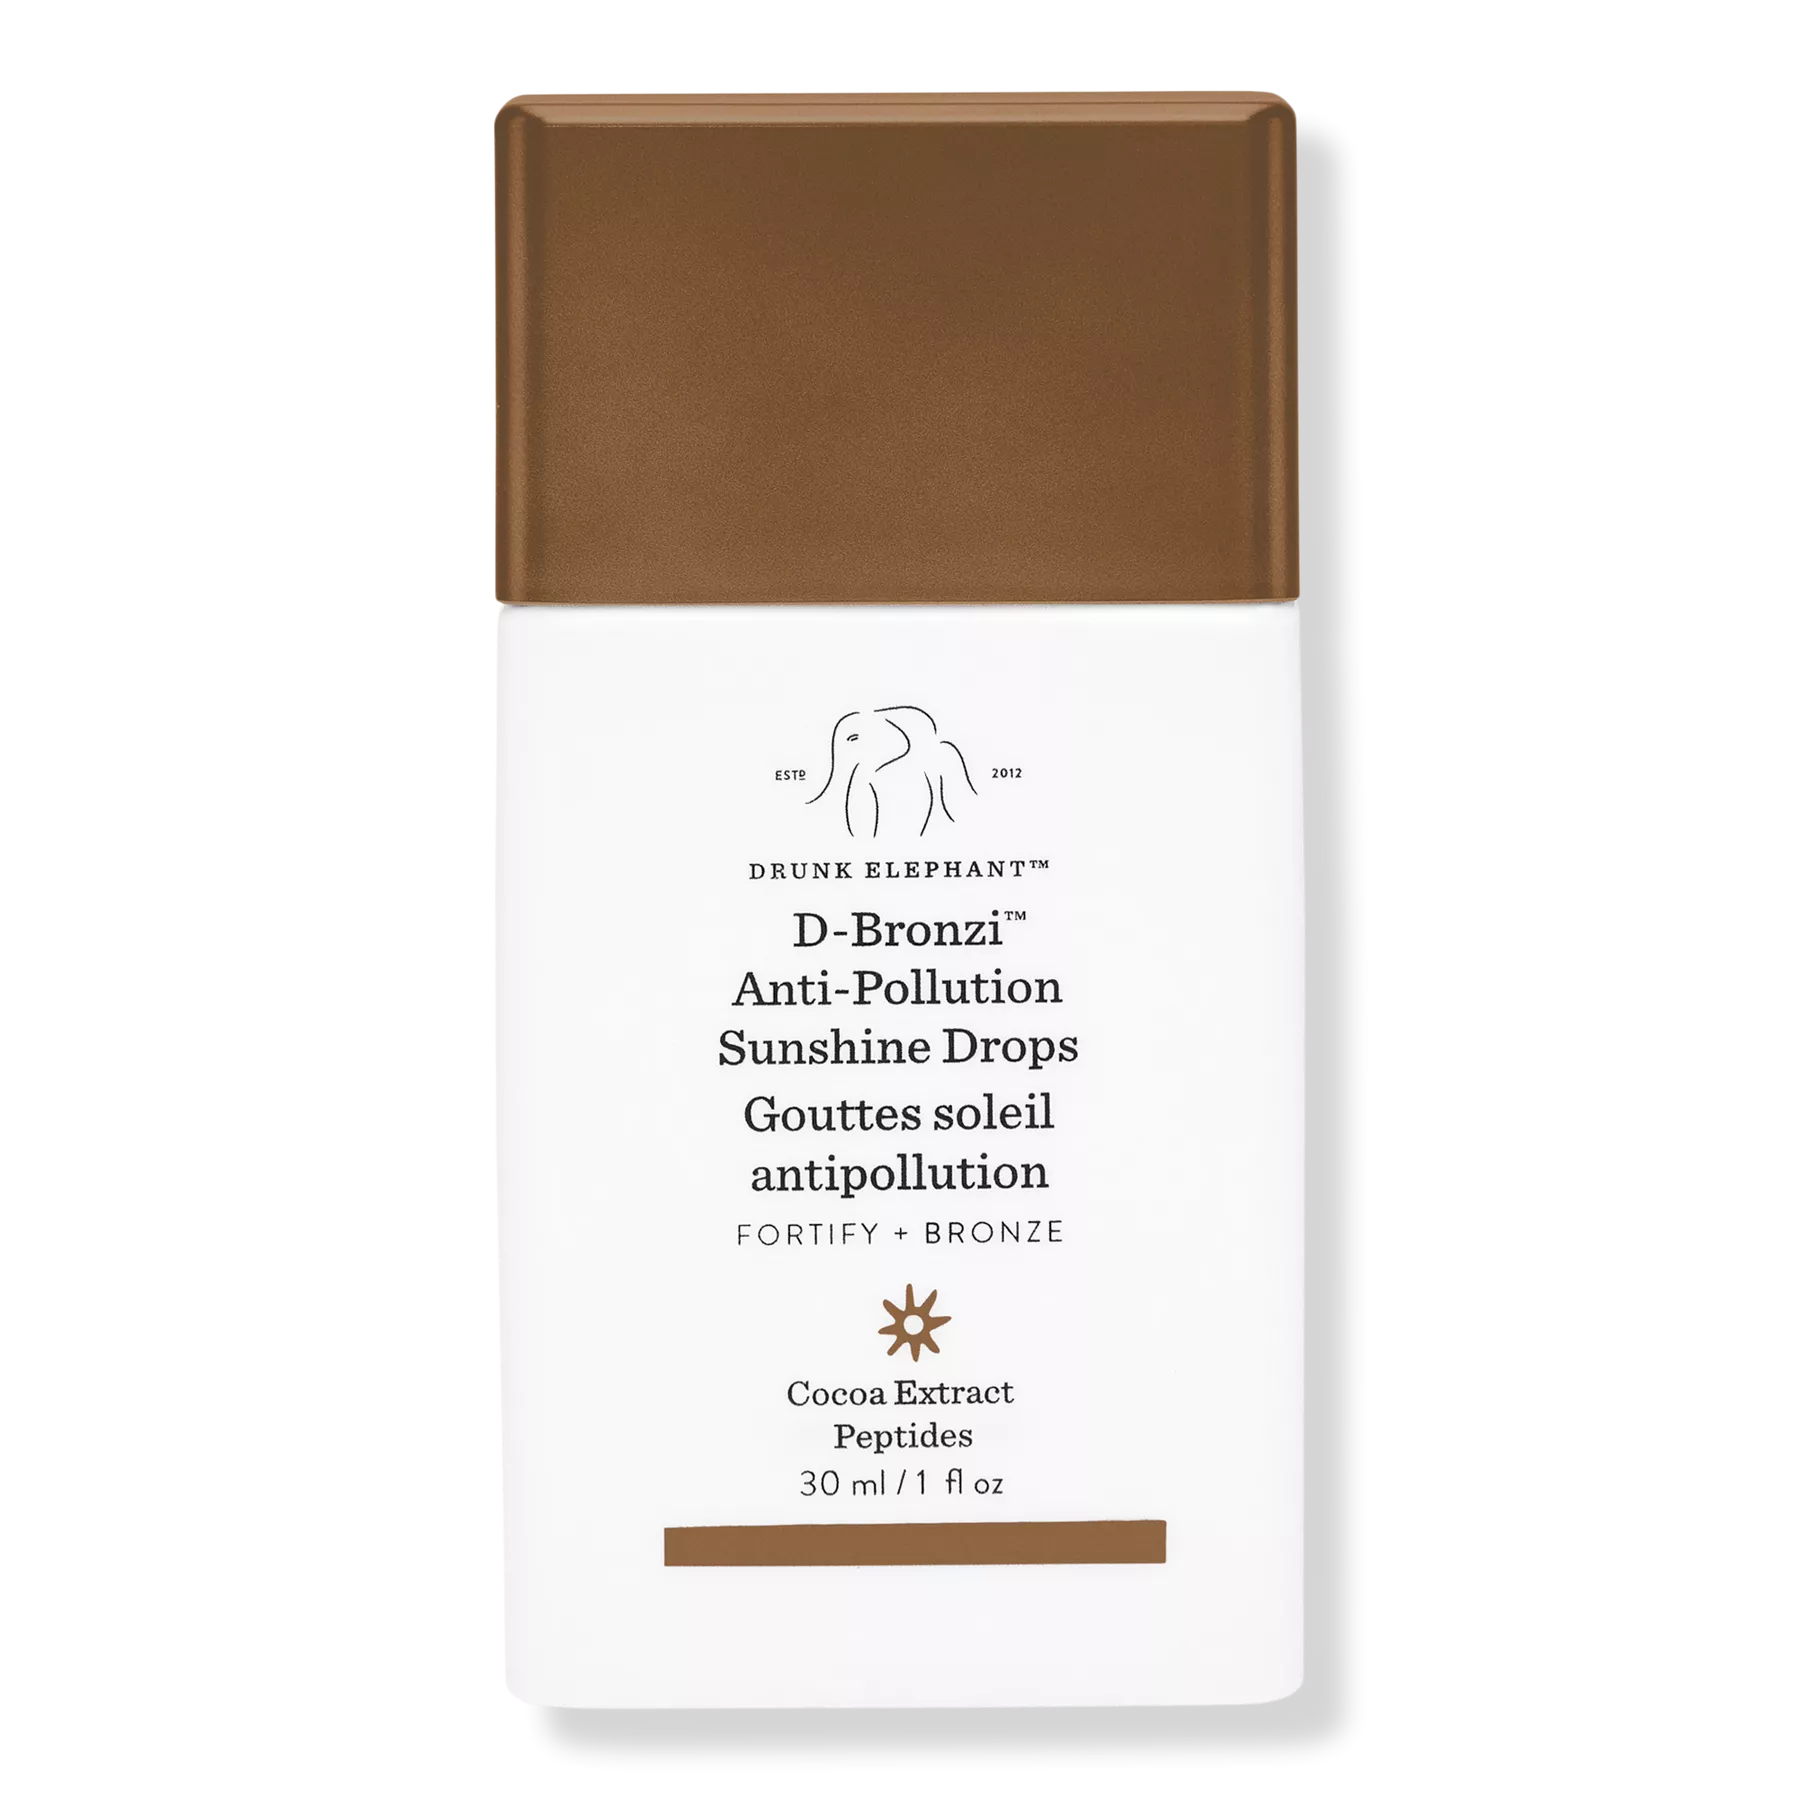 ESTD 2012
DRUNK ELEPHANT™
D-Bronzi™
Anti-Pollution
Sunshine Drops
Gouttes soleil
antipollution
FORTIFY + BRONZE
Cocoa Extract
Peptides
30 ml / 1 fl oz